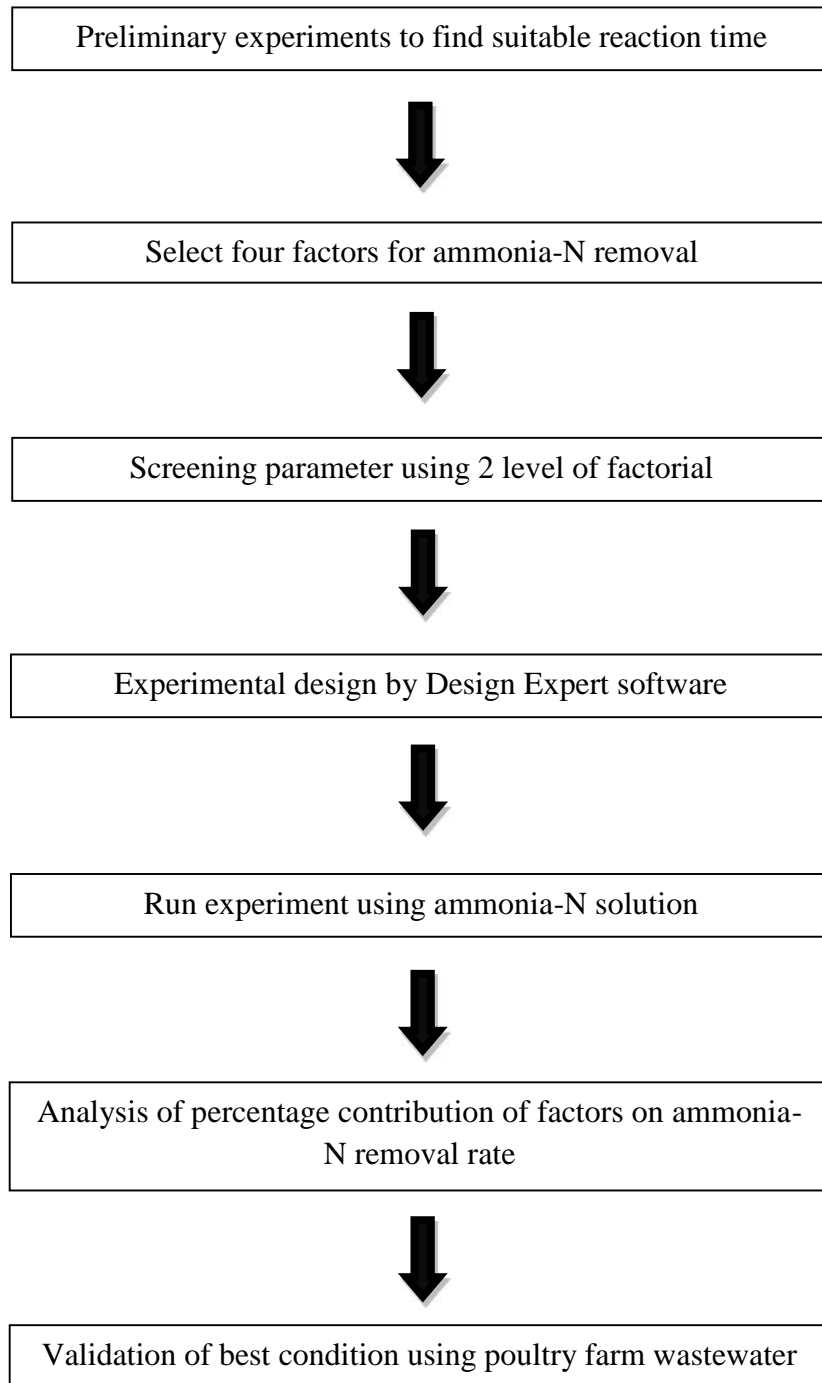 Preliminary experiments to find suitable reaction time
Select four factors for ammonia-N removal
Screening parameter using 2 level of factorial
Experimental design by Design Expert software
Run experiment using ammonia-N solution
Analysis of percentage contribution of factors on ammonia-
N removal rate
Validation of best condition using poultry farm wastewater